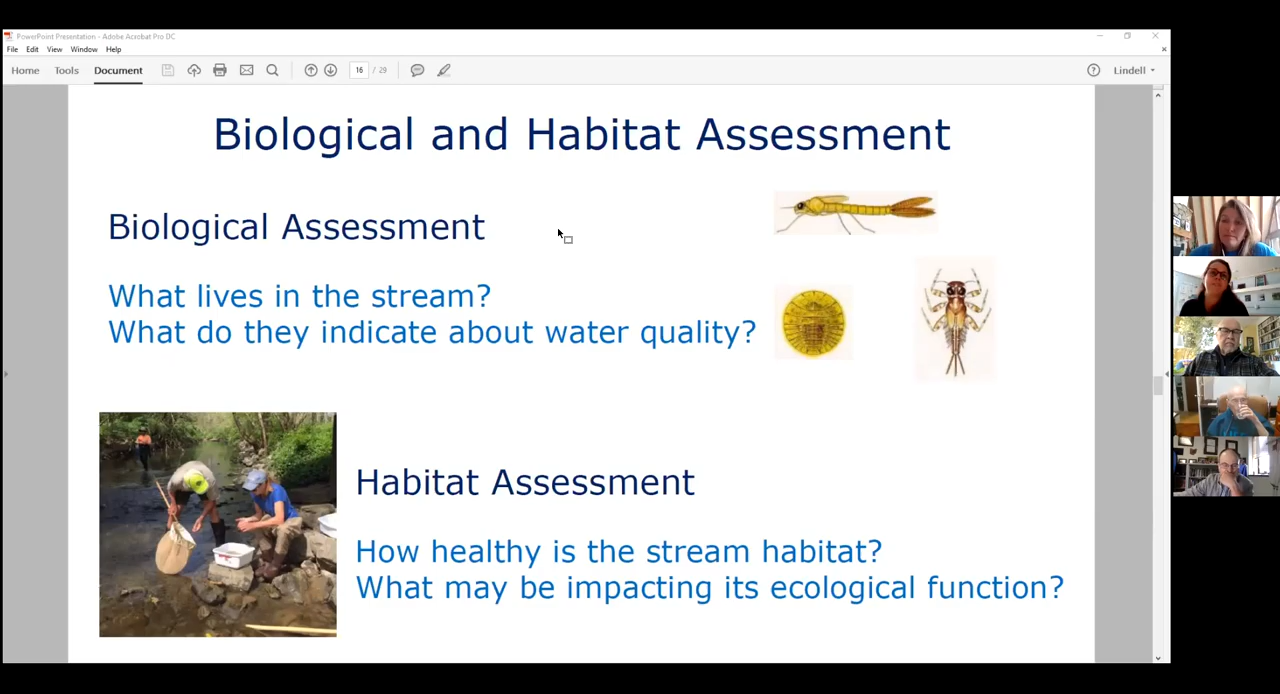 PowerPoint Presentation - Adobe Acrobat Pro DC
File Edit View Window Help
Home Tools Document 16 / 29 Lindell
Biological and Habitat Assessment
Biological Assessment
What lives in the stream?
What do they indicate about water quality?
Habitat Assessment
How healthy is the stream habitat?
What may be impacting its ecological function?